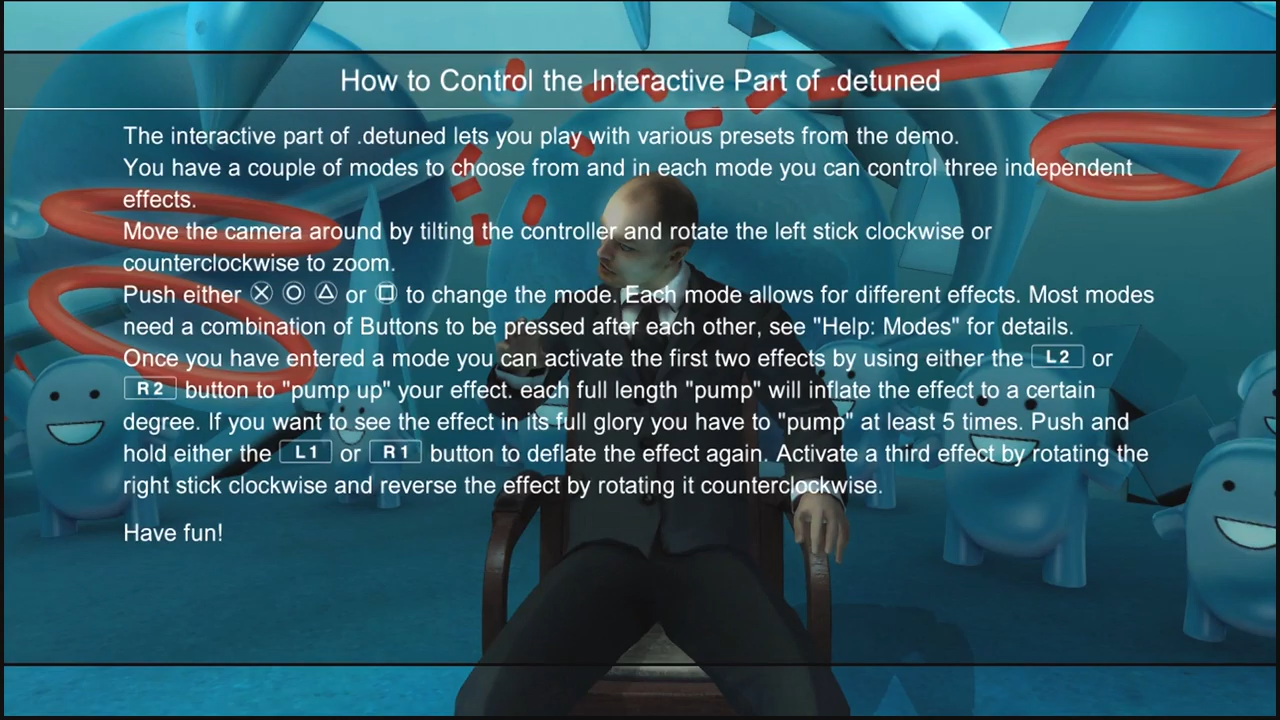 How to Control the Interactive Part of .detuned
The interactive part of .detuned lets you play with various presets from the demo.
You have a couple of modes to choose from and in each mode you can control three independent
effects.
Move the camera around by tilting the controller and rotate the left stick clockwise or
counterclockwise to zoom.
Push either Ⓧ ◯ △ or □ to change the mode. Each mode allows for different effects. Most modes
need a combination of Buttons to be pressed after each other, see "Help: Modes" for details.
Once you have entered a mode you can activate the first two effects by using either the L2 or
R2 button to "pump up" your effect. each full length "pump" will inflate the effect to a certain
degree. If you want to see the effect in its full glory you have to "pump" at least 5 times. Push and
hold either the L1 or R1 button to deflate the effect again. Activate a third effect by rotating the
right stick clockwise and reverse the effect by rotating it counterclockwise.
Have fun!